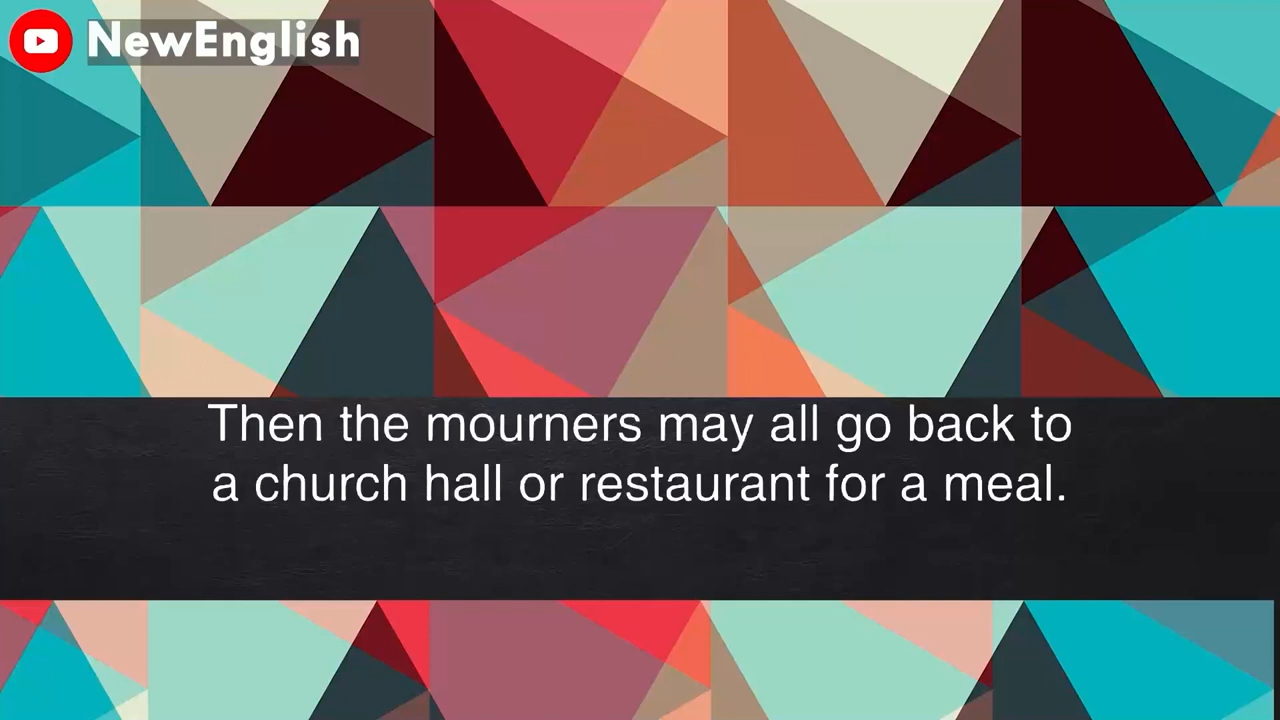 NewEnglish
Then the mourners may all go back to
a church hall or restaurant for a meal.